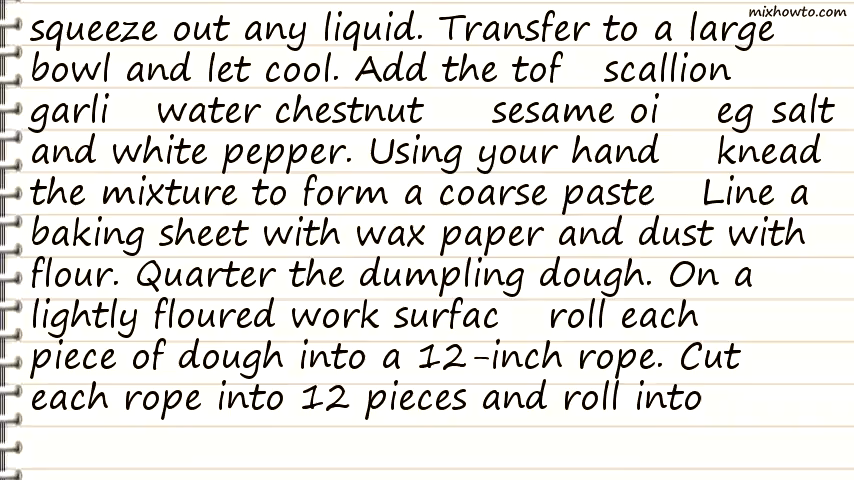 mixhowto.com
squeeze out any liquid. Transfer to a large
bowl and let cool. Add the tof scallion
garli water chestnut sesame oi eg salt
and white pepper. Using your hand knead
the mixture to form a coarse paste Line a
baking sheet with wax paper and dust with
flour. Quarter the dumpling dough. On a
lightly floured work surfac roll each
piece of dough into a 12-inch rope. Cut
each rope into 12 pieces and roll into